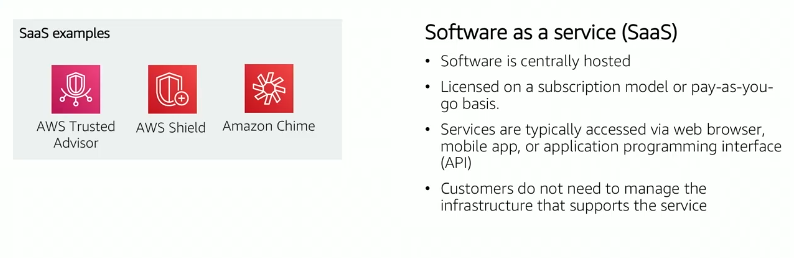 SaaS examples
AWS Trusted
Advisor
AWS Shield
Amazon Chime
Software as a service (SaaS)
• Software is centrally hosted
• Licensed on a subscription model or pay-as-you-
go basis.
• Services are typically accessed via web browser,
mobile app, or application programming interface
(API)
• Customers do not need to manage the
infrastructure that supports the service